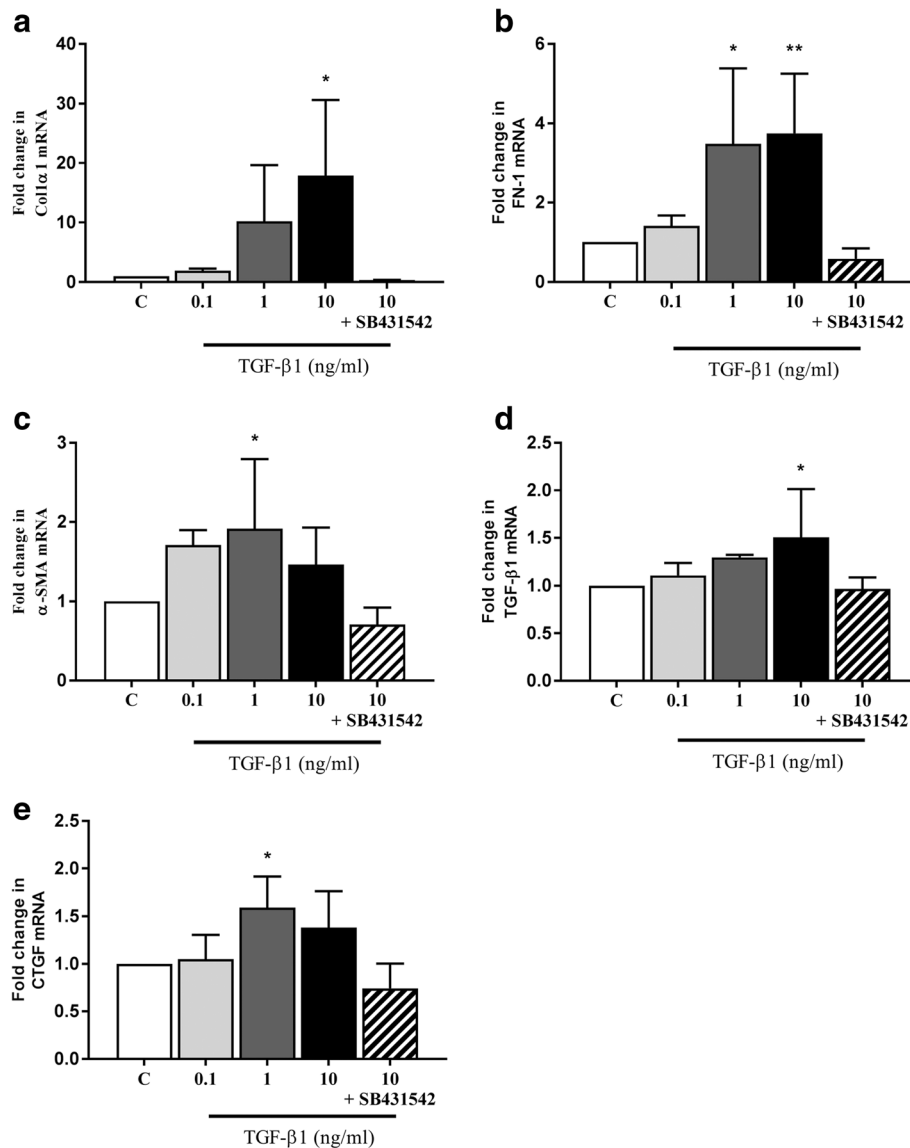 a
Fold change in
Col1α1 mRNA
40
30
20
10
0
*
C 0.1 1 10 10
+ SB431542
TGF-β1 (ng/ml)
b
Fold change in
FN-1 mRNA
6
4
2
0
* **
C 0.1 1 10 10
+ SB431542
TGF-β1 (ng/ml)
c
Fold change in
α-SMA mRNA
3
2
1
0
*
C 0.1 1 10 10
+ SB431542
TGF-β1 (ng/ml)
d
Fold change in
TGF-β1 mRNA
2.5
2.0
1.5
1.0
0.5
0.0
*
C 0.1 1 10 10
+ SB431542
TGF-β1 (ng/ml)
e
Fold change in
CTGF mRNA
2.5
2.0
1.5
1.0
0.5
0.0
*
C 0.1 1 10 10
+ SB431542
TGF-β1 (ng/ml)